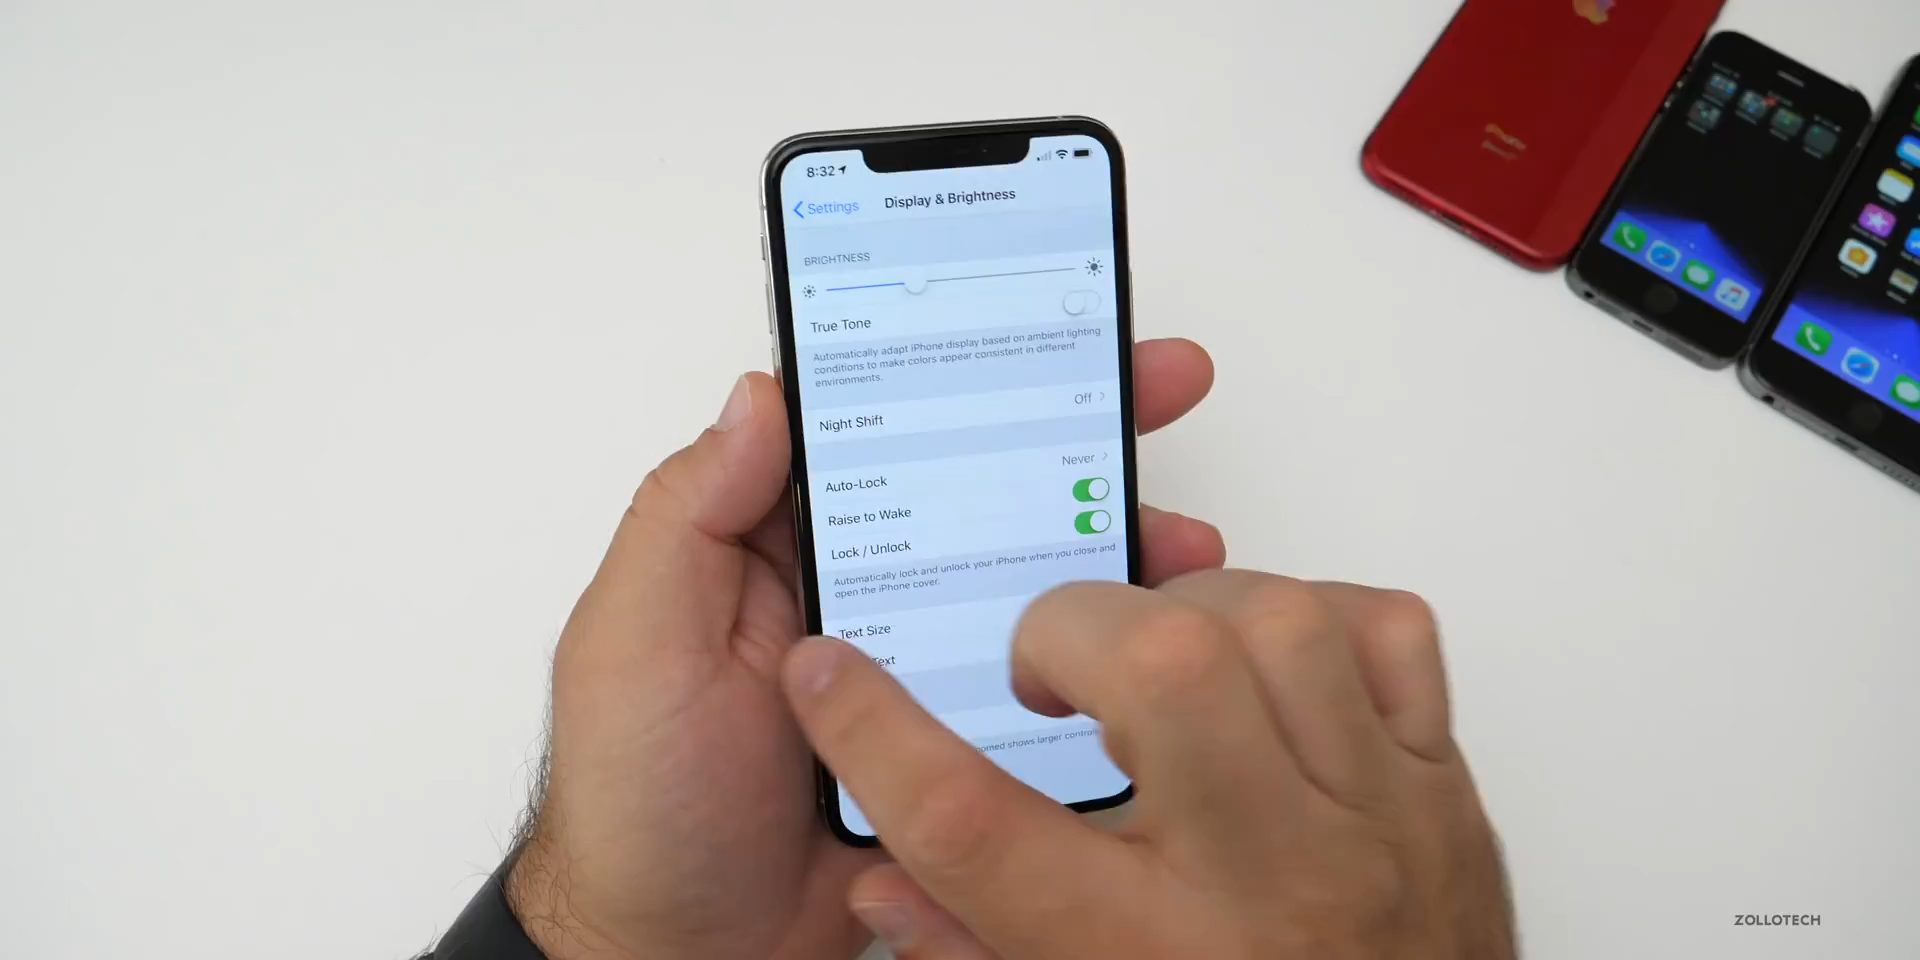 8:32
Settings
Display & Brightness
BRIGHTNESS
True Tone
Automatically adapt iPhone display based on ambient lighting
conditions to make colors appear consistent in different
environments.
Night Shift
Off
Auto-Lock
Never
Raise to Wake
Lock / Unlock
Automatically lock and unlock your iPhone when you close and
open the iPhone cover.
Text Size
Text
shows larger controls
iPhone
ZOLLOTECH